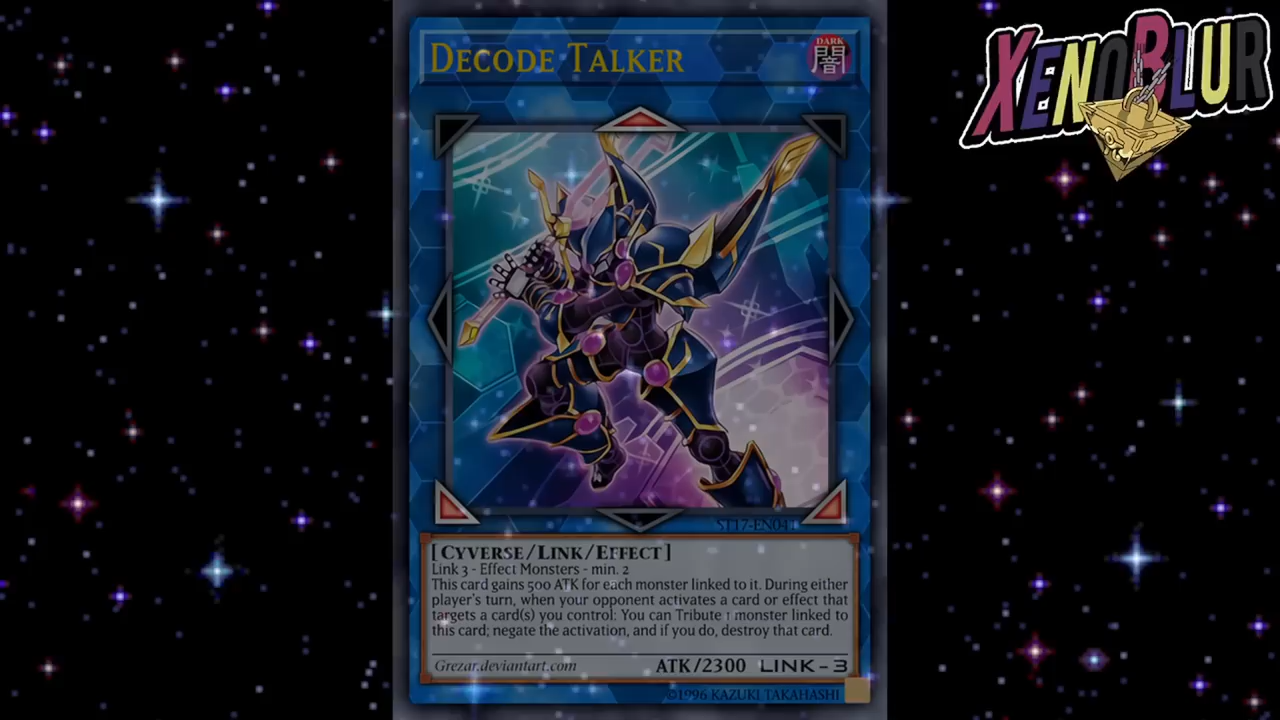 XENOBLUR
DECODE TALKER
DARK
闇
ST17-EN041
[CYVERSE/LINK/EFFECT]
Link 3 - Effect Monsters - min. 2
This card gains 500 ATK for each monster linked to it. During either
player's turn, when your opponent activates a card or effect that
targets a card(s) you control: You can Tribute 1 monster linked to
this card; negate the activation, and if you do, destroy that card.
Grezar.deviantart.com
ATK/2300 LINK-3
©1996 KAZUKI TAKAHASHI